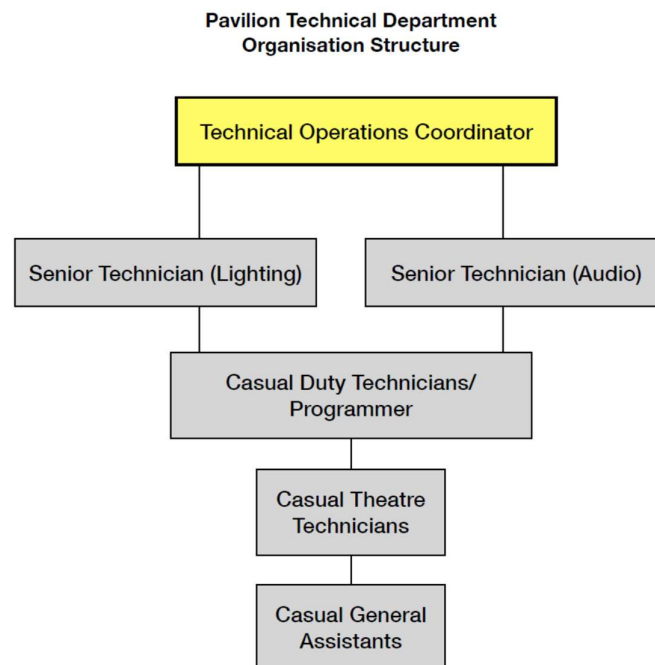 Pavilion Technical Department
Organisation Structure
Technical Operations Coordinator
Senior Technician (Lighting)
Senior Technician (Audio)
Casual Duty Technicians/
Programmer
Casual Theatre
Technicians
Casual General
Assistants